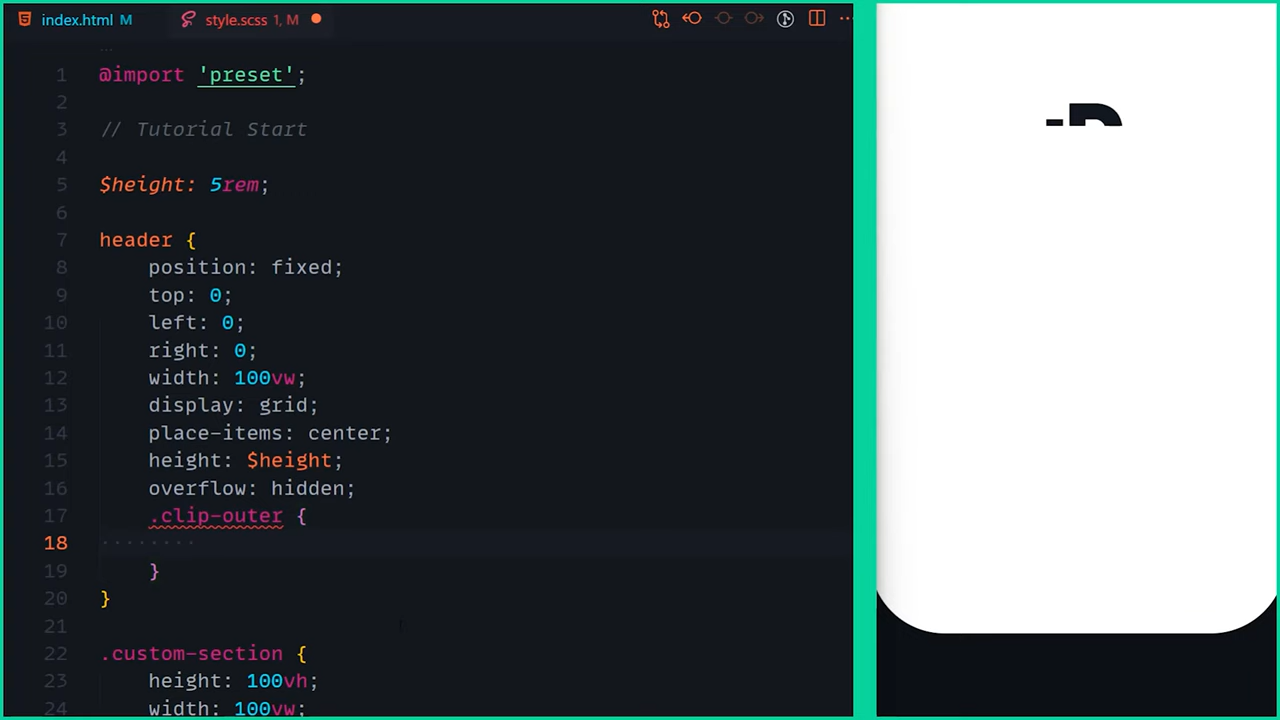 index.html M
style.scss 1, M
...
1 @import 'preset';
2
3 // Tutorial Start
4
5 $height: 5rem;
6
7 header {
8 position: fixed;
9 top: 0;
10 left: 0;
11 right: 0;
12 width: 100vw;
13 display: grid;
14 place-items: center;
15 height: $height;
16 overflow: hidden;
17 .clip-outer {
18
19 }
20 }
21
22 .custom-section {
23 height: 100vh;
24 width: 100vw;